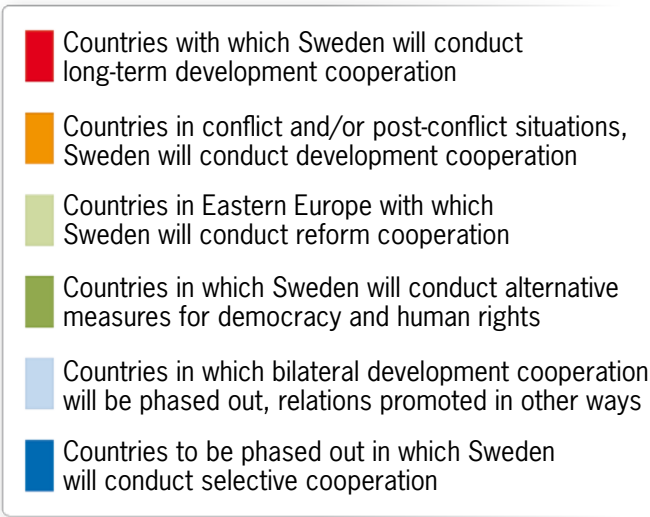 Countries with which Sweden will conduct
long-term development cooperation
Countries in conflict and/or post-conflict situations,
Sweden will conduct development cooperation
Countries in Eastern Europe with which
Sweden will conduct reform cooperation
Countries in which Sweden will conduct alternative
measures for democracy and human rights
Countries in which bilateral development cooperation
will be phased out, relations promoted in other ways
Countries to be phased out in which Sweden
will conduct selective cooperation